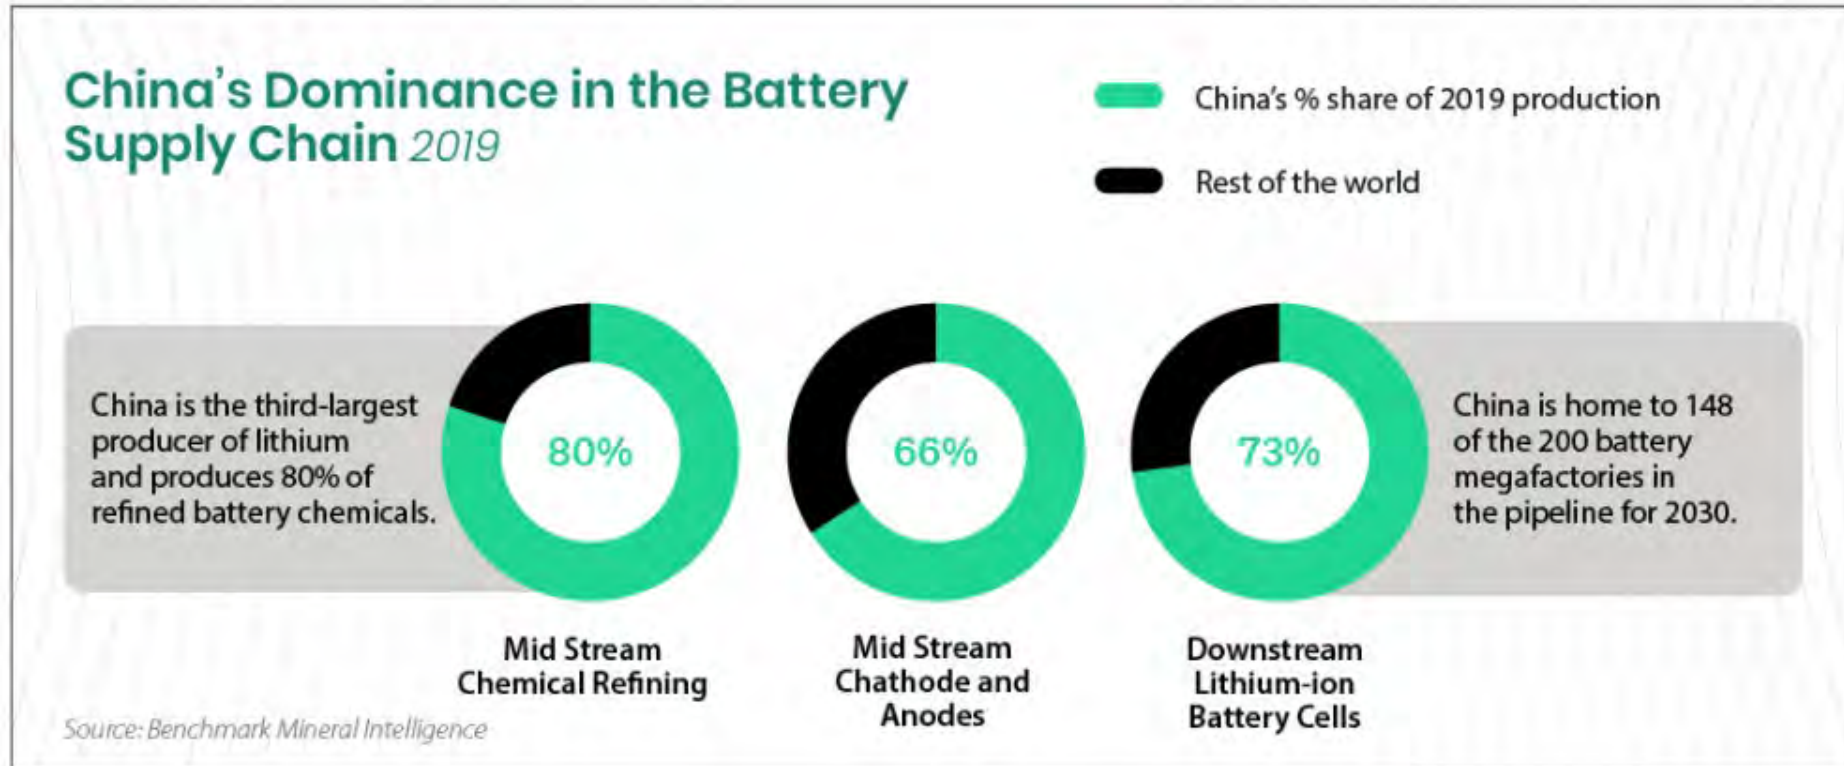 China's Dominance in the Battery
Supply Chain 2019
China's % share of 2019 production
Rest of the world
China is the third-largest
producer of lithium
and produces 80% of
refined battery chemicals.
80%
66%
73%
China is home to 148
of the 200 battery
megafactories in
the pipeline for 2030.
Mid Stream
Chemical Refining
Mid Stream
Chathode and
Anodes
Downstream
Lithium-ion
Battery Cells
Source: Benchmark Mineral Intelligence